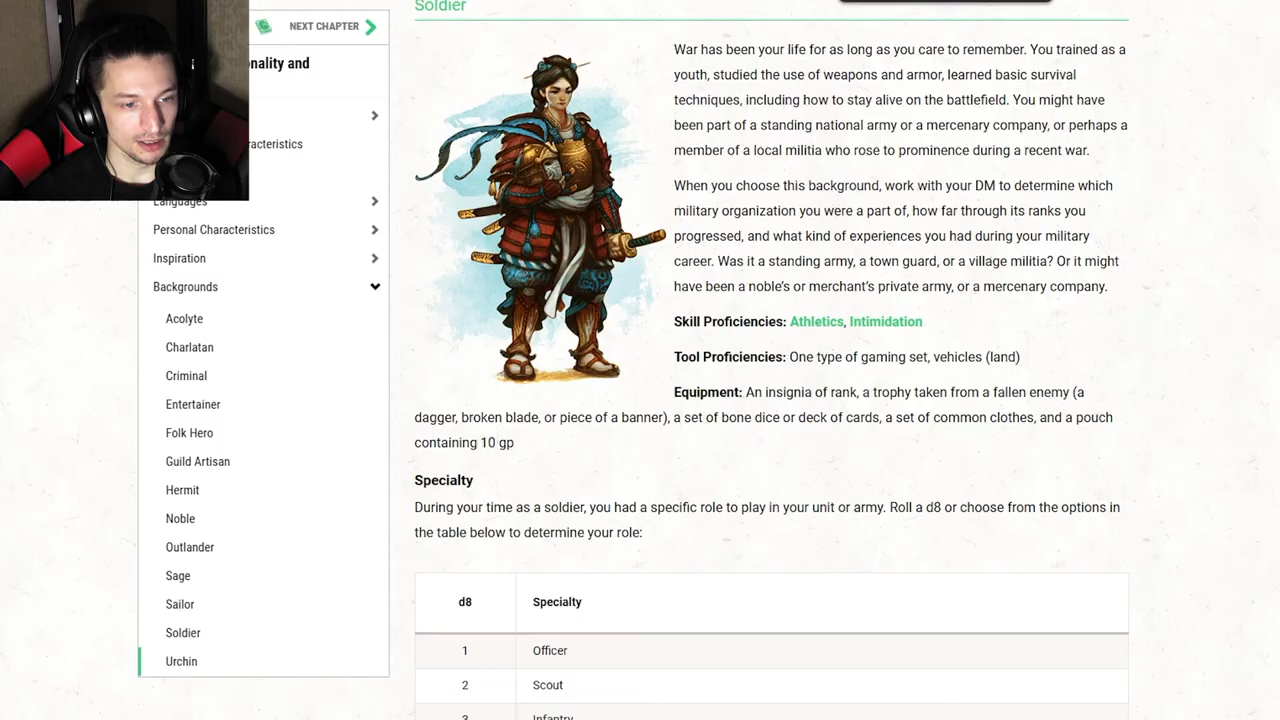 Soldier
NEXT CHAPTER
onality and
racteristics
Languages
Personal Characteristics
Inspiration
Backgrounds
Acolyte
Charlatan
Criminal
Entertainer
Folk Hero
Guild Artisan
Hermit
Noble
Outlander
Sage
Sailor
Soldier
Urchin
War has been your life for as long as you care to remember. You trained as a
youth, studied the use of weapons and armor, learned basic survival
techniques, including how to stay alive on the battlefield. You might have
been part of a standing national army or a mercenary company, or perhaps a
member of a local militia who rose to prominence during a recent war.
When you choose this background, work with your DM to determine which
military organization you were a part of, how far through its ranks you
progressed, and what kind of experiences you had during your military
career. Was it a standing army, a town guard, or a village militia? Or it might
have been a noble's or merchant's private army, or a mercenary company.
Skill Proficiencies: Athletics, Intimidation
Tool Proficiencies: One type of gaming set, vehicles (land)
Equipment: An insignia of rank, a trophy taken from a fallen enemy (a
dagger, broken blade, or piece of a banner), a set of bone dice or deck of cards, a set of common clothes, and a pouch
containing 10 gp
Specialty
During your time as a soldier, you had a specific role to play in your unit or army. Roll a d8 or choose from the options in
the table below to determine your role:
d8 Specialty
1 Officer
2 Scout
3 Infantry